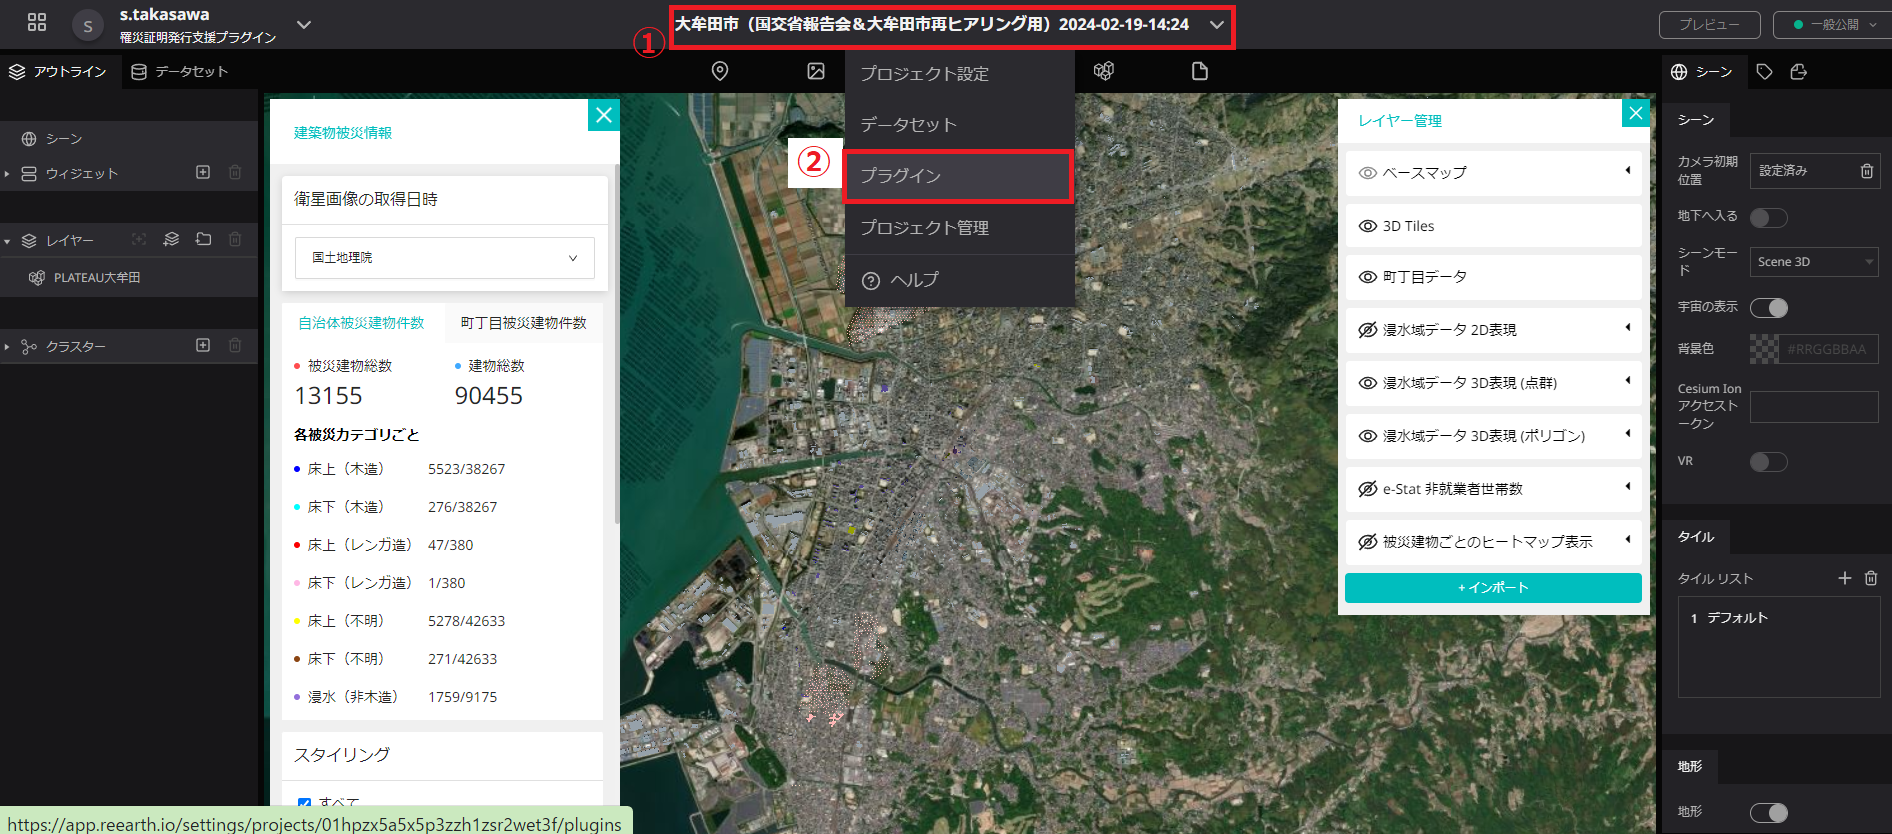 s.takasawa
S
罹災証明発行支援プラグイン
①
大牟田市（国交省報告会＆大牟田市再ヒアリング用）2024-02-19-14:24
プレビュー
一般公開
アウトライン
データセット
シーン
ウィジェット
レイヤー
PLATEAU大牟田
クラスター
プロジェクト設定
データセット
②
プラグイン
プロジェクト管理
ヘルプ
建築物被災情報
衛星画像の取得日時
国土地理院
自治体被災建物件数
町丁目被災建物件数
被災建物総数
建物総数
13155
90455
各被災カテゴリごと
床上（木造） 5523/38267
床下（木造） 276/38267
床上（レンガ造） 47/380
床下（レンガ造） 1/380
床上（不明） 5278/42633
床下（不明） 271/42633
浸水（非木造） 1759/9175
スタイリング
すべて
https://app.reearth.io/settings/projects/01hpzx5a5x5p3zzh1zsr2wet3f/plugins
レイヤー管理
ベースマップ
3D Tiles
町丁目データ
浸水域データ 2D表現
浸水域データ 3D表現 (点群)
浸水域データ 3D表現 (ポリゴン)
e-Stat 非就業者世帯数
被災建物ごとのヒートマップ表示
+ インポート
シーン
シーン
カメラ初期
位置
設定済み
地下へ入る
シーンモー
ド
Scene 3D
宇宙の表示
背景色
#RRGGBBAA
Cesium Ion
アクセスト
ークン
VR
タイル
タイル リスト
1 デフォルト
地形
地形